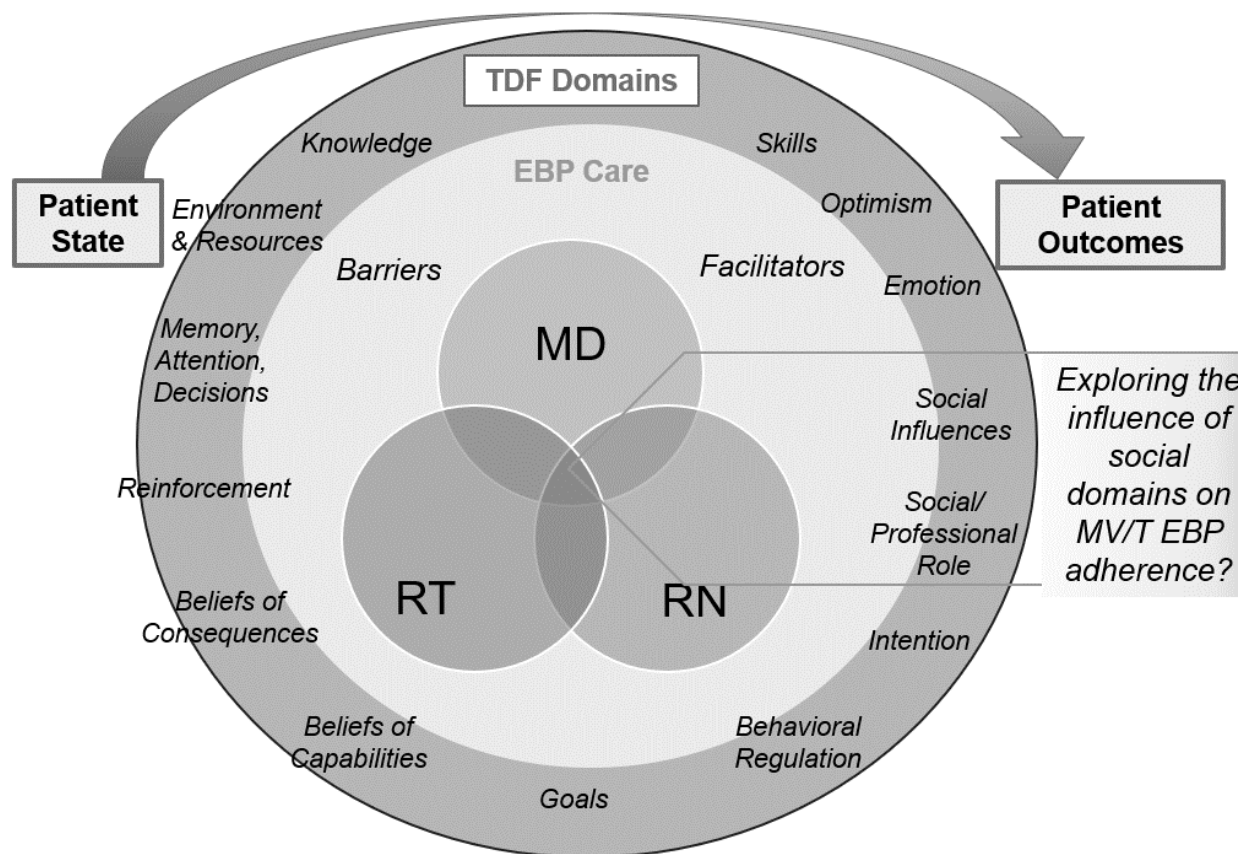 TDF Domains
Knowledge
Skills
EBP Care
Patient
State
Environment
& Resources
Optimism
Patient
Outcomes
Barriers
Facilitators
Emotion
Memory,
Attention,
Decisions
MD
Exploring the
influence of
social
domains on
MV/T EBP
adherence?
Social
Influences
Reinforcement
Social/
Professional
Role
RT
RN
Beliefs of
Consequences
Intention
Beliefs of
Capabilities
Behavioral
Regulation
Goals